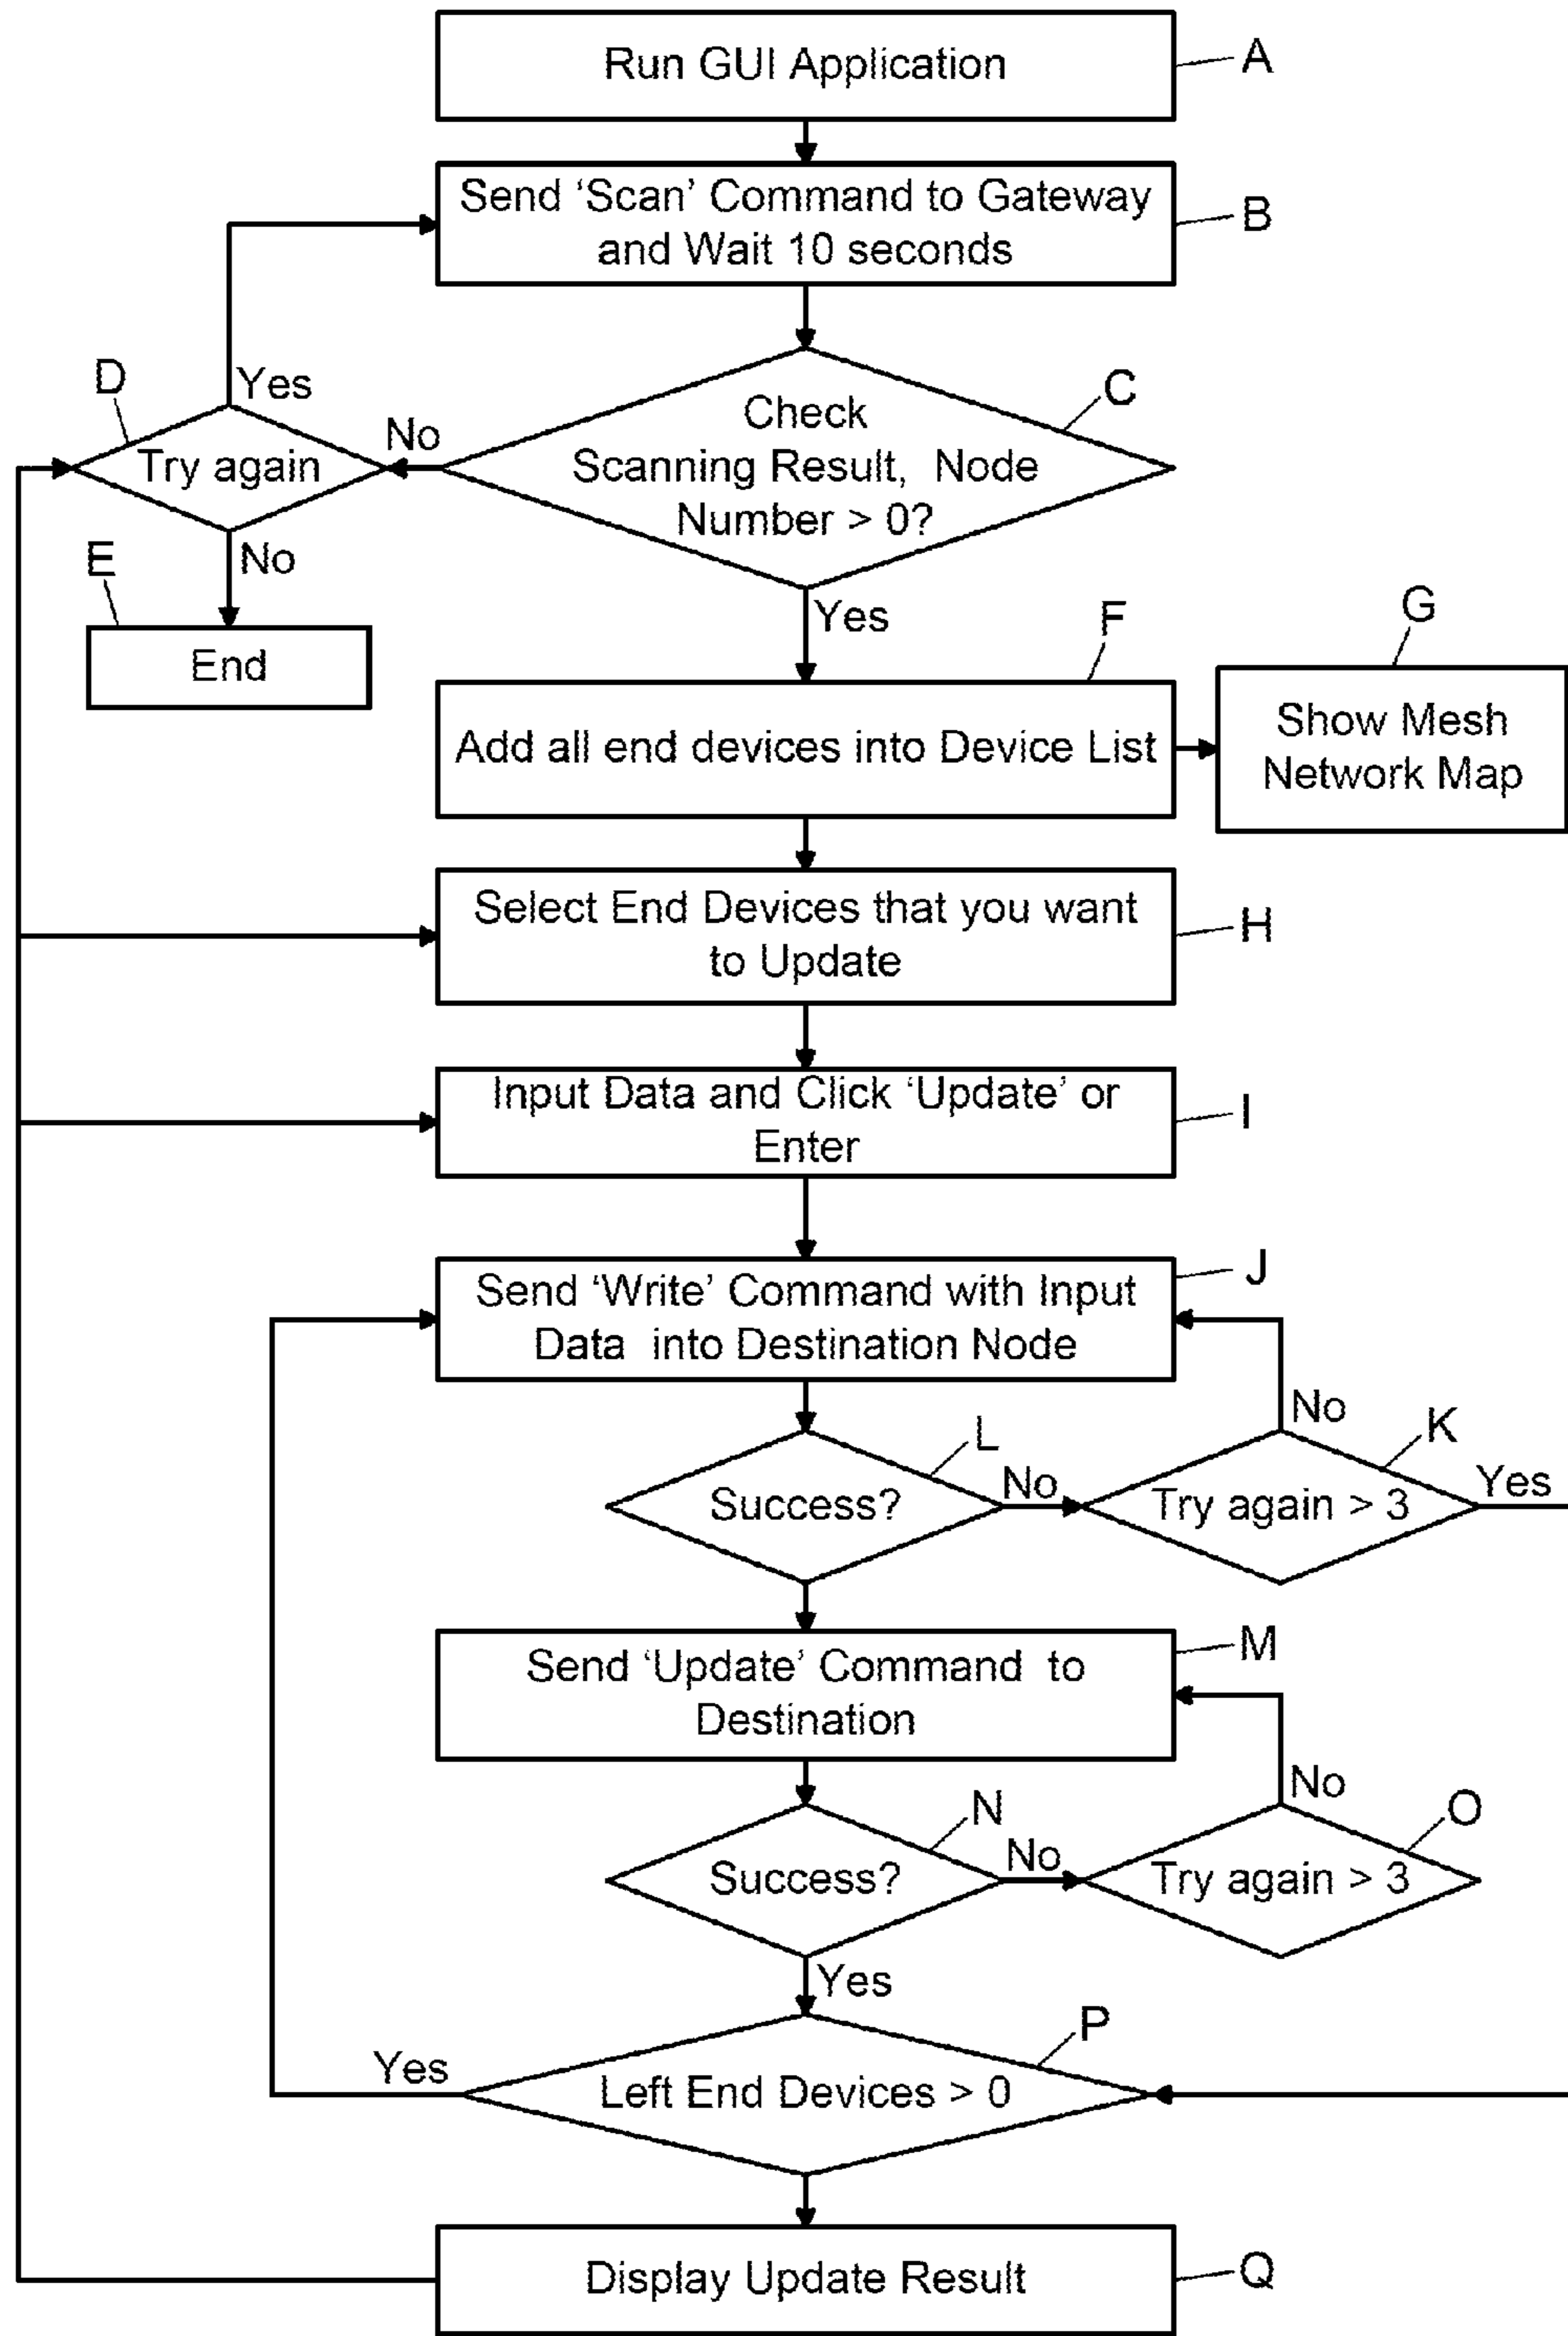 Run GUI Application
A
Send ‘Scan’ Command to Gateway
and Wait 10 seconds
B
D
Yes
Try again
No
Check
Scanning Result, Node
Number > 0?
C
No
E
End
Yes
F
G
Add all end devices into Device List
Show Mesh
Network Map
Select End Devices that you want
to Update
H
Input Data and Click ‘Update’ or
Enter
I
Send ‘Write’ Command with Input
Data into Destination Node
J
No
K
L
Success?
No
Try again > 3
Yes
Send ‘Update’ Command to
Destination
M
No
O
N
Success?
No
Try again > 3
Yes
P
Yes
Left End Devices > 0
Display Update Result
Q